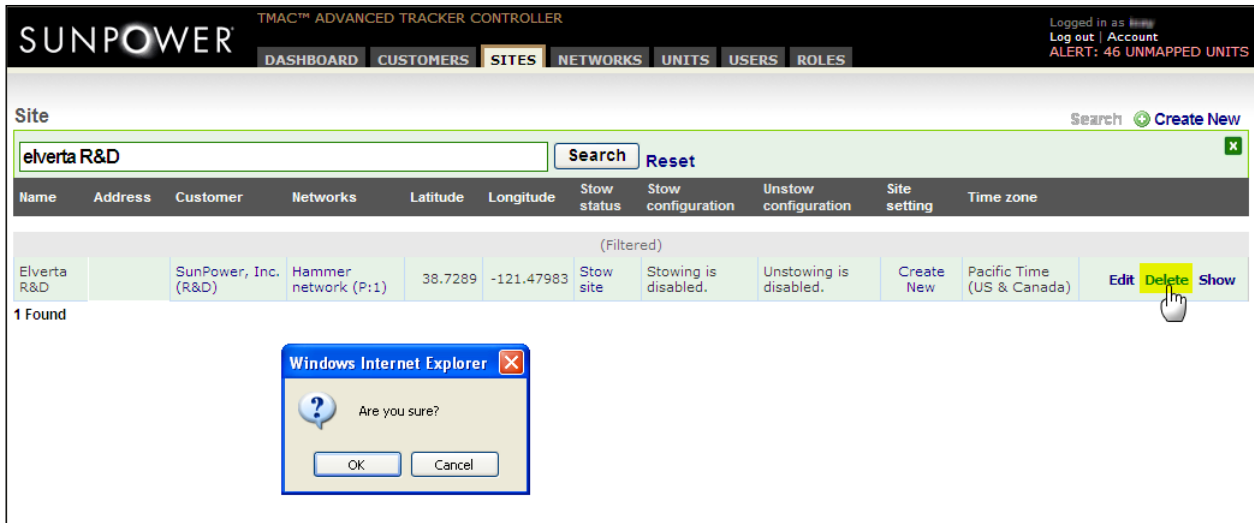 SUNPOWER
TMAC™ ADVANCED TRACKER CONTROLLER
Logged in as
Log out | Account
ALERT: 46 UNMAPPED UNITS
DASHBOARD CUSTOMERS SITES NETWORKS UNITS USERS ROLES
Site
Search Create New
elverta R&D Search Reset x
Name Address Customer Networks Latitude Longitude Stow status Stow configuration Unstow configuration Site setting Time zone
(Filtered)
Elverta SunPower, Inc. Hammer 38.7289 -121.47983 Stow Stowing is Unstowing is Create Pacific Time Edit Delete Show
R&D (R&D) network (P:1) site disabled. disabled. New (US & Canada)
1 Found
Windows Internet Explorer
Are you sure?
OK Cancel